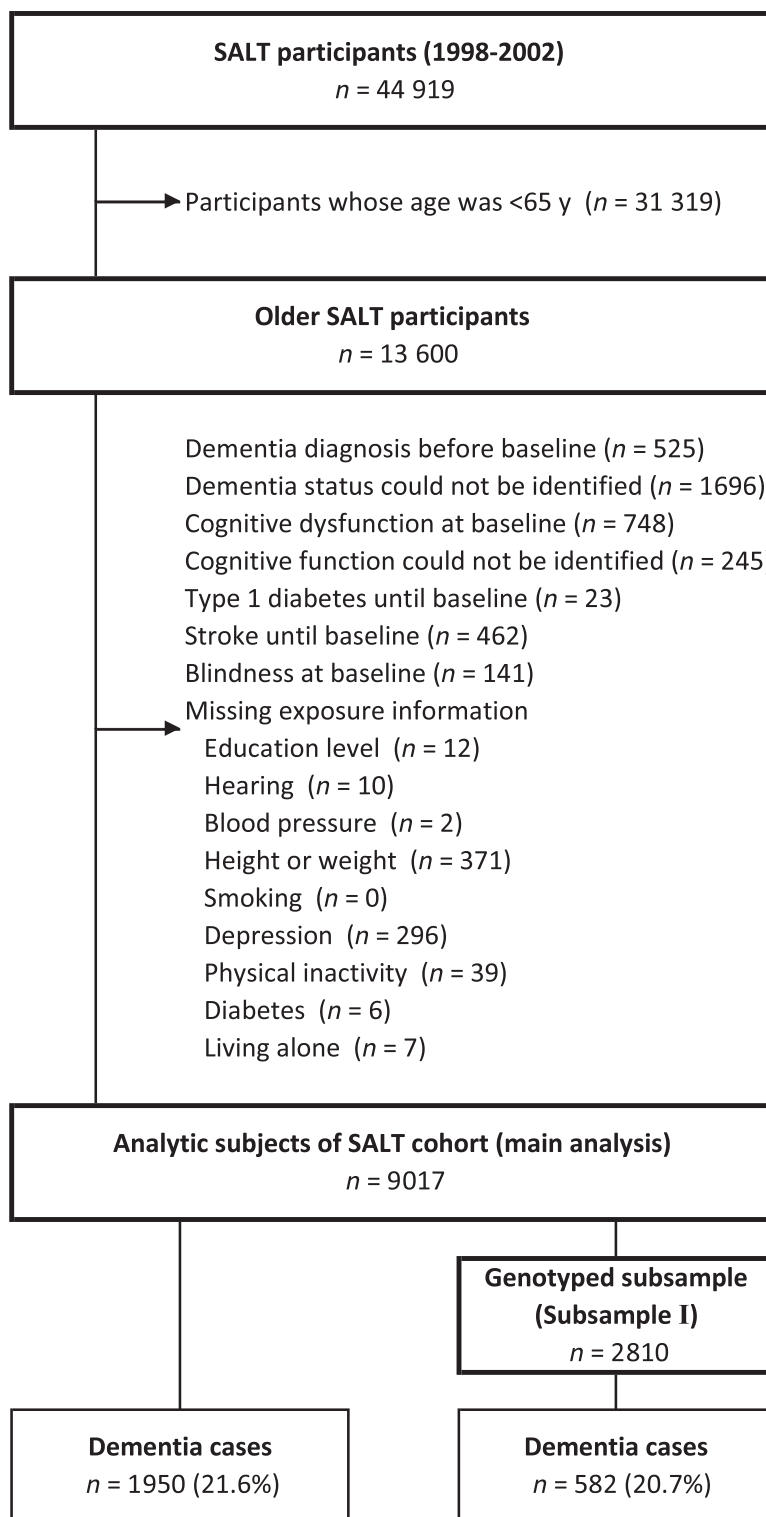 SALT participants (1998-2002)
n = 44 919
Participants whose age was <65 y (n = 31 319)
Older SALT participants
n = 13 600
Dementia diagnosis before baseline (n = 525)
Dementia status could not be identified (n = 1696)
Cognitive dysfunction at baseline (n = 748)
Cognitive function could not be identified (n = 245
Type 1 diabetes until baseline (n = 23)
Stroke until baseline (n = 462)
Blindness at baseline (n = 141)
Missing exposure information
Education level (n = 12)
Hearing (n = 10)
Blood pressure (n = 2)
Height or weight (n = 371)
Smoking (n = 0)
Depression (n = 296)
Physical inactivity (n = 39)
Diabetes (n = 6)
Living alone (n = 7)
Analytic subjects of SALT cohort (main analysis)
n = 9017
Genotyped subsample
(Subsample I)
n = 2810
Dementia cases
n = 1950 (21.6%)
Dementia cases
n = 582 (20.7%)